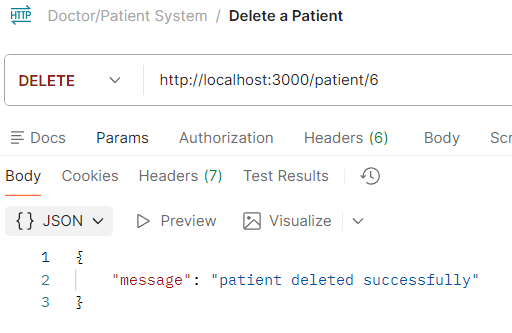 HTTP Doctor/Patient System / Delete a Patient
DELETE http://localhost:3000/patient/6
Docs Params Authorization Headers (6) Body Scr
Body Cookies Headers (7) Test Results
{} JSON Preview Visualize
1 {
2 "message": "patient deleted successfully"
3 }